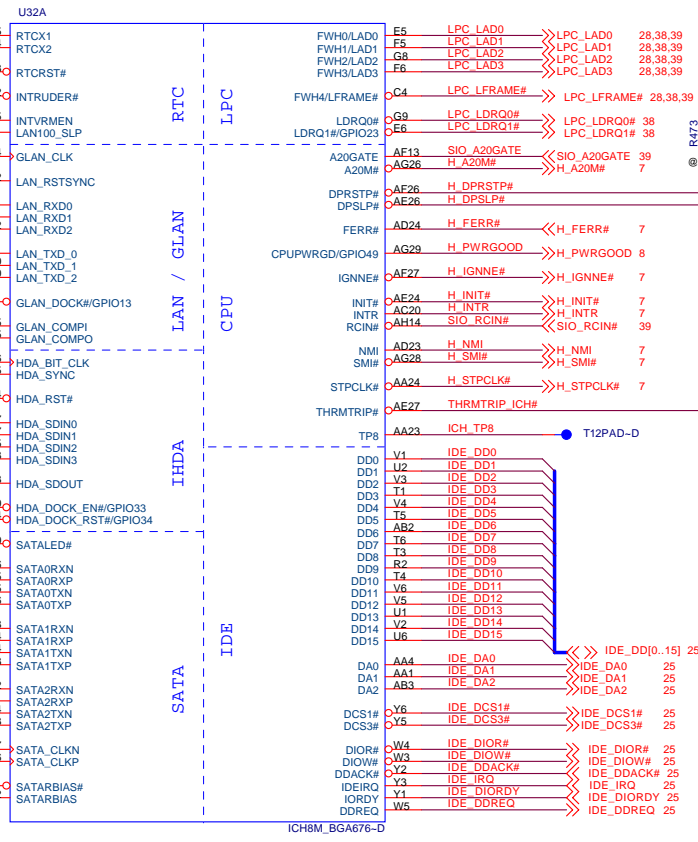 U32A
RTCX1
RTCX2
RTCRST#
INTRUDER#
INTVRMEN
LAN100_SLP
GLAN_CLK
LAN_RSTSYNC
LAN_RXD0
LAN_RXD1
LAN_RXD2
LAN_TXD_0
LAN_TXD_1
LAN_TXD_2
GLAN_DOCK#/GPIO13
GLAN_COMPI
GLAN_COMPO
HDA_BIT_CLK
HDA_SYNC
HDA_RST#
HDA_SDIN0
HDA_SDIN1
HDA_SDIN2
HDA_SDIN3
HDA_SDOUT
HDA_DOCK_EN#/GPIO33
HDA_DOCK_RST#/GPIO34
SATALED#
SATA0RXN
SATA0RXP
SATA0TXN
SATA0TXP
SATA1RXN
SATA1RXP
SATA1TXN
SATA1TXP
SATA2RXN
SATA2RXP
SATA2TXN
SATA2TXP
SATA_CLKN
SATA_CLKP
SATARBIAS#
SATARBIAS
RTC
LAN / GLAN
IHDA
SATA
LPC
CPU
IDE
FWH0/LAD0 E5 LPC_LAD0 LPC_LAD0 28,38,39
FWH1/LAD1 F5 LPC_LAD1 LPC_LAD1 28,38,39
FWH2/LAD2 G8 LPC_LAD2 LPC_LAD2 28,38,39
FWH3/LAD3 F6 LPC_LAD3 LPC_LAD3 28,38,39
FWH4/LFRAME# C4 LPC_LFRAME# LPC_LFRAME# 28,38,39
LDRQ0# G9 LPC_LDRQ0# LPC_LDRQ0# 38
LDRQ1#/GPIO23 E6 LPC_LDRQ1# LPC_LDRQ1# 38
A20GATE AF13 SIO_A20GATE SIO_A20GATE 39
A20M# AG26 H_A20M# H_A20M# 7
DPRSTP# AF26 H_DPRSTP#
DPSLP# AE26 H_DPSLP#
FERR# AD24 H_FERR# H_FERR# 7
CPUPWRGD/GPIO49 AG29 H_PWRGOOD H_PWRGOOD 8
IGNNE# AF27 H_IGNNE# H_IGNNE# 7
INIT# AE24 H_INIT# H_INIT# 7
INTR AC20 H_INTR H_INTR 7
RCIN# AH14 SIO_RCIN# SIO_RCIN# 39
NMI AD23 H_NMI H_NMI 7
SMI# AG28 H_SMI# H_SMI# 7
STPCLK# AA24 H_STPCLK# H_STPCLK# 7
THRMTRIP# AE27 THRMTRIP_ICH#
TP8 AA23 ICH_TP8 T12PAD~D
DD0 V1 IDE_DD0
DD1 U2 IDE_DD1
DD2 V3 IDE_DD2
DD3 T1 IDE_DD3
DD4 V4 IDE_DD4
DD5 T5 IDE_DD5
DD6 AB2 IDE_DD6
DD7 T6 IDE_DD7
DD8 T3 IDE_DD8
DD9 R2 IDE_DD9
DD10 T4 IDE_DD10
DD11 V6 IDE_DD11
DD12 V5 IDE_DD12
DD13 U1 IDE_DD13
DD14 V2 IDE_DD14
DD15 U6 IDE_DD15
IDE_DD[0..15] 25
DA0 AA4 IDE_DA0 IDE_DA0 25
DA1 AA1 IDE_DA1 IDE_DA1 25
DA2 AB3 IDE_DA2 IDE_DA2 25
DCS1# Y6 IDE_DCS1# IDE_DCS1# 25
DCS3# Y5 IDE_DCS3# IDE_DCS3# 25
DIOR# W4 IDE_DIOR# IDE_DIOR# 25
DIOW# W3 IDE_DIOW# IDE_DIOW# 25
DDACK# Y2 IDE_DDACK# IDE_DDACK# 25
IDEIRQ Y3 IDE_IRQ IDE_IRQ 25
IORDY Y1 IDE_DIORDY IDE_DIORDY 25
DDREQ W5 IDE_DDREQ IDE_DDREQ 25
ICH8M_BGA676~D
@ R473